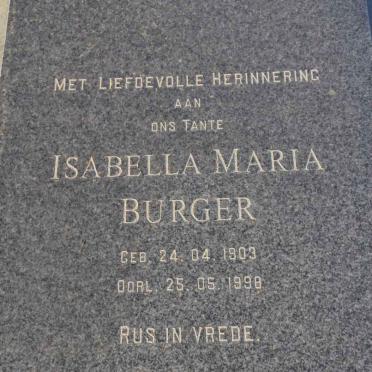 MET LIEFDEVOLLE HERINNERING
AAN
ONS TANTE
ISABELLA MARIA
BURGER
GEB. 24. 04. 1903
OORL. 25. 05. 1998
RUS IN VREDE.